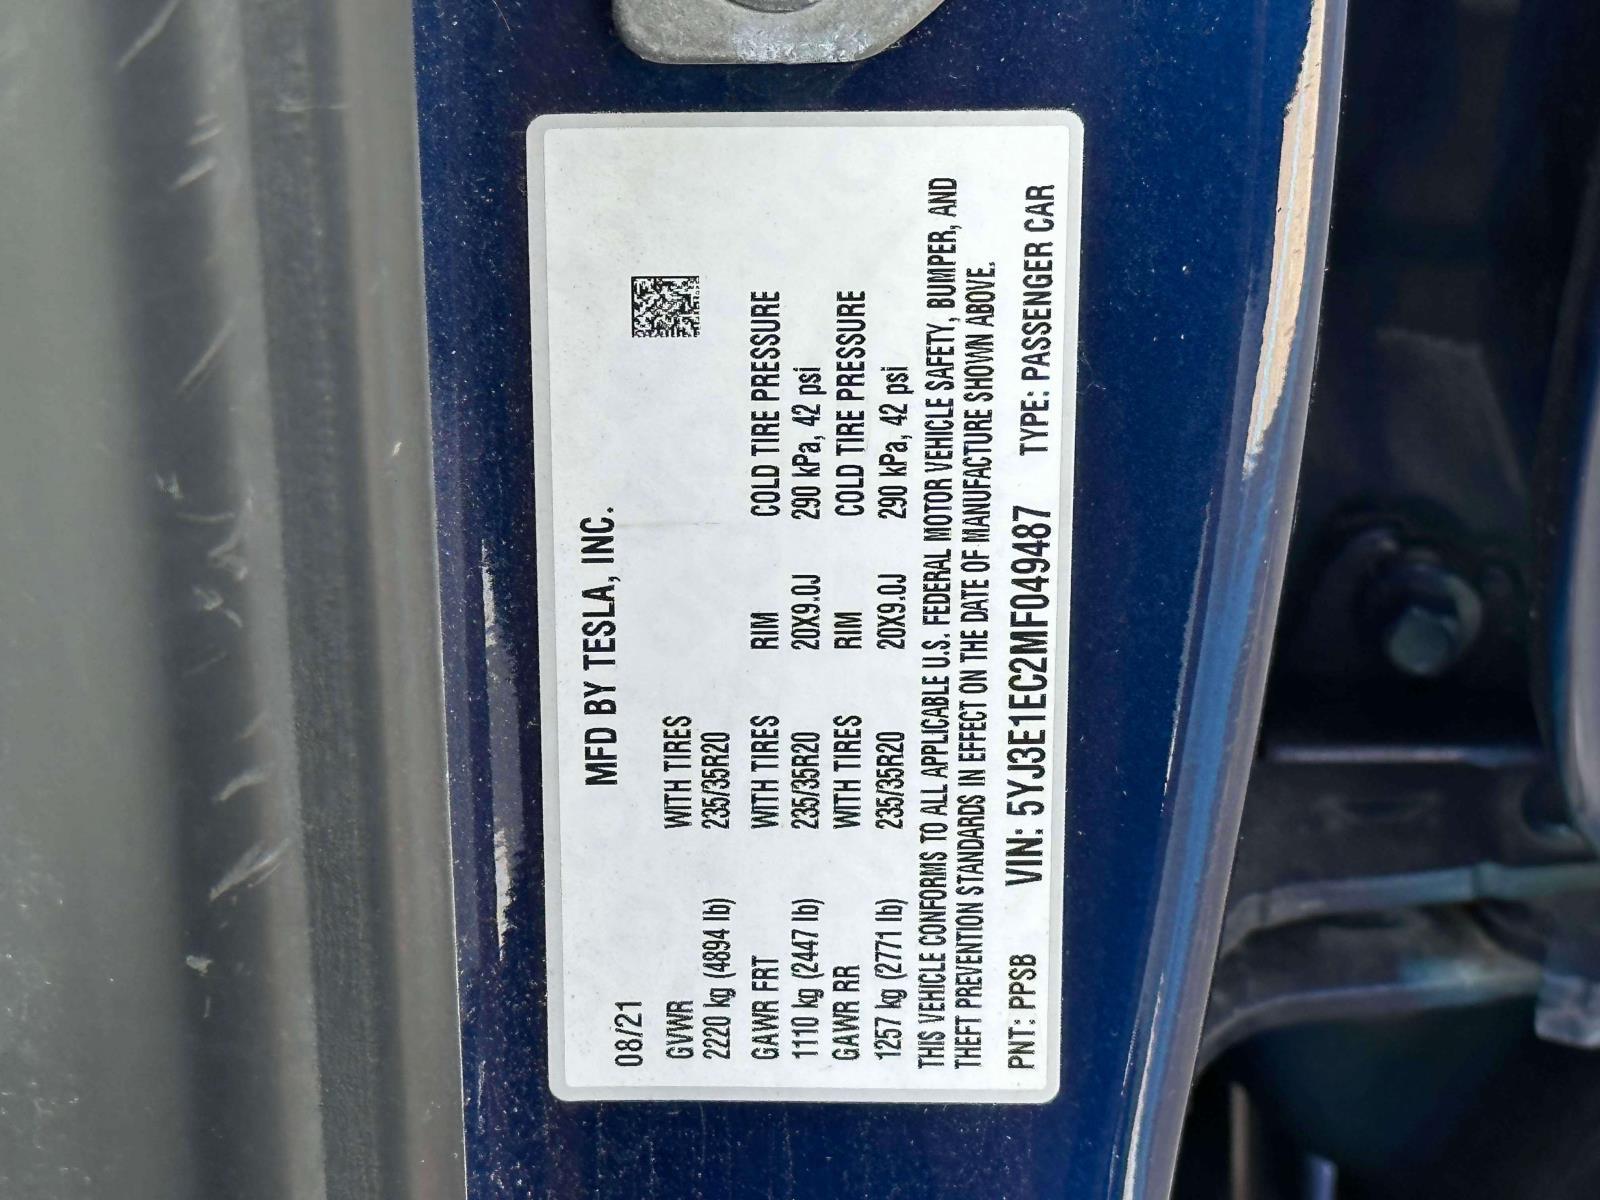 MFD BY TESLA, INC.
08/21
GVWR WITH TIRES
2220 kg (4894 lb) 235/35R20
GAWR FRT WITH TIRES RIM COLD TIRE PRESSURE
1110 kg (2447 lb) 235/35R20 20X9.0J 290 kPa, 42 psi
GAWR RR WITH TIRES RIM COLD TIRE PRESSURE
1257 kg (2771 lb) 235/35R20 20X9.0J 290 kPa, 42 psi
THIS VEHICLE CONFORMS TO ALL APPLICABLE U.S. FEDERAL MOTOR VEHICLE SAFETY, BUMPER, AND
THEFT PREVENTION STANDARDS IN EFFECT ON THE DATE OF MANUFACTURE SHOWN ABOVE.
PNT: PPSB VIN: 5YJ3E1EC2MF049487 TYPE: PASSENGER CAR